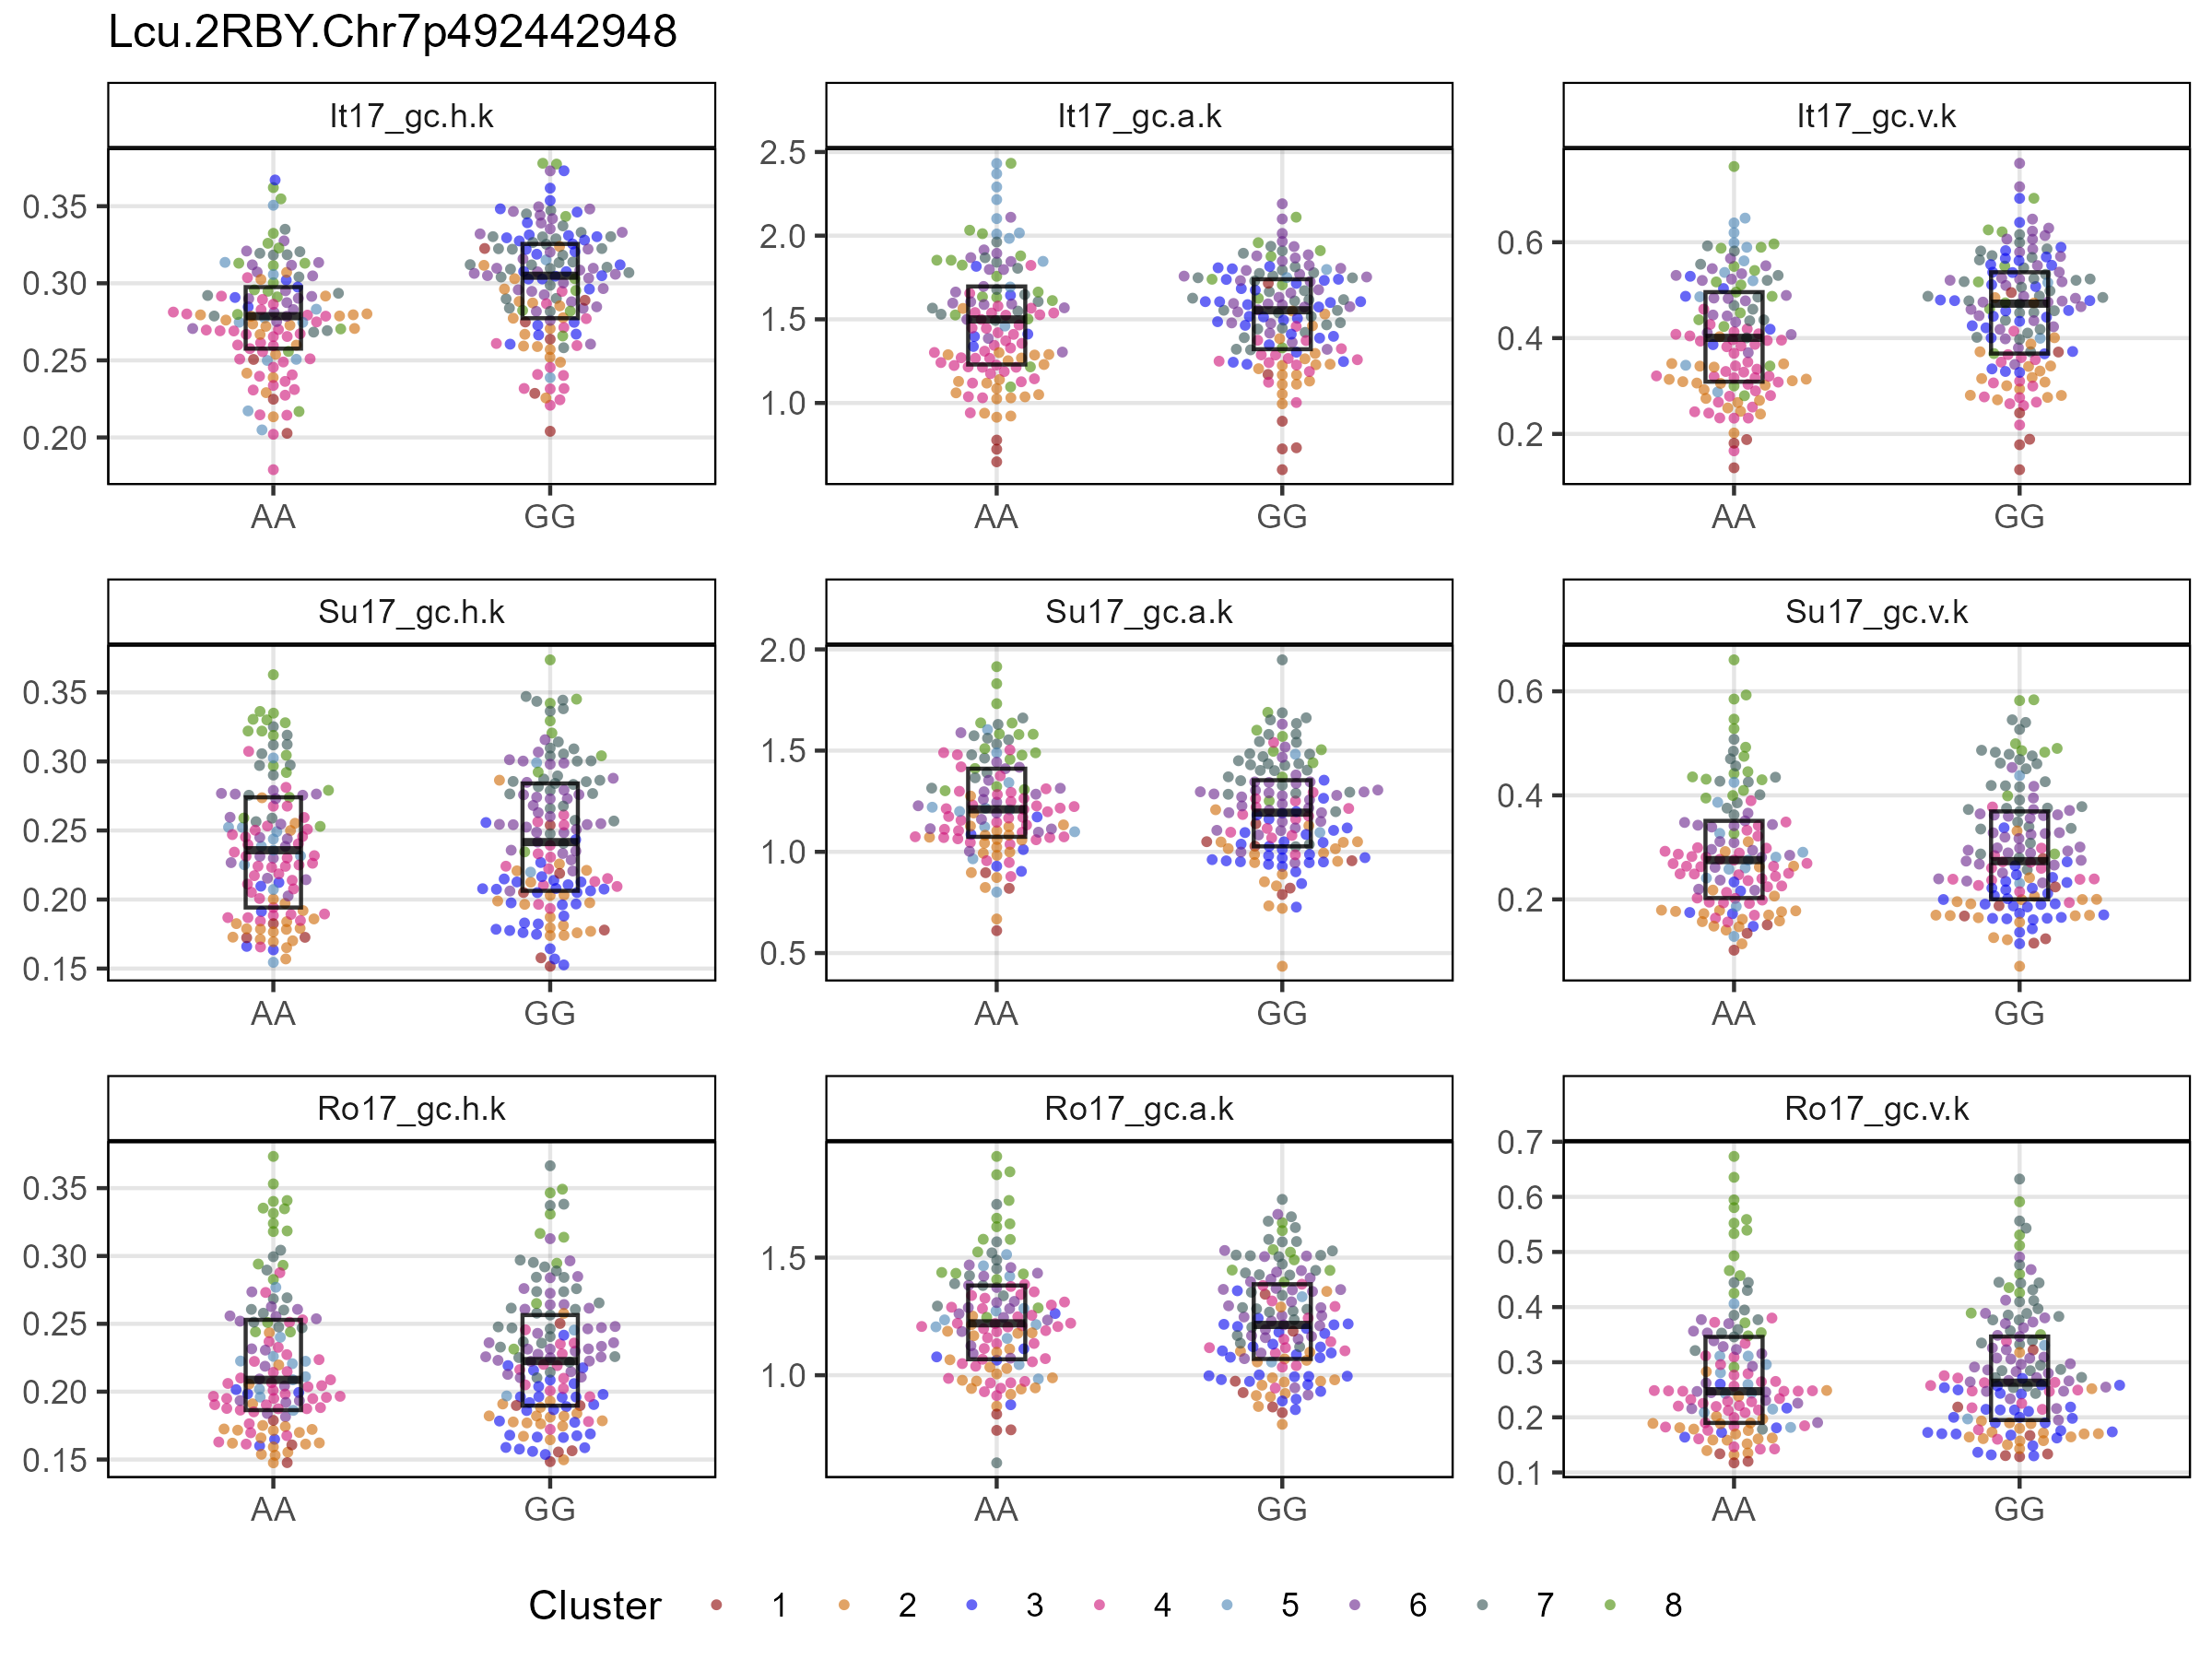 Lcu.2RBY.Chr7p492442948
It17_gc.h.k
It17_gc.a.k
It17_gc.v.k
0.35
0.30
0.25
0.20
AA GG
2.5
2.0
1.5
1.0
AA GG
0.6
0.4
0.2
AA GG
Su17_gc.h.k
Su17_gc.a.k
Su17_gc.v.k
0.35
0.30
0.25
0.20
0.15
AA GG
2.0
1.5
1.0
0.5
AA GG
0.6
0.4
0.2
AA GG
Ro17_gc.h.k
Ro17_gc.a.k
Ro17_gc.v.k
0.35
0.30
0.25
0.20
0.15
AA GG
1.5
1.0
AA GG
0.7
0.6
0.5
0.4
0.3
0.2
0.1
AA GG
Cluster 1 2 3 4 5 6 7 8